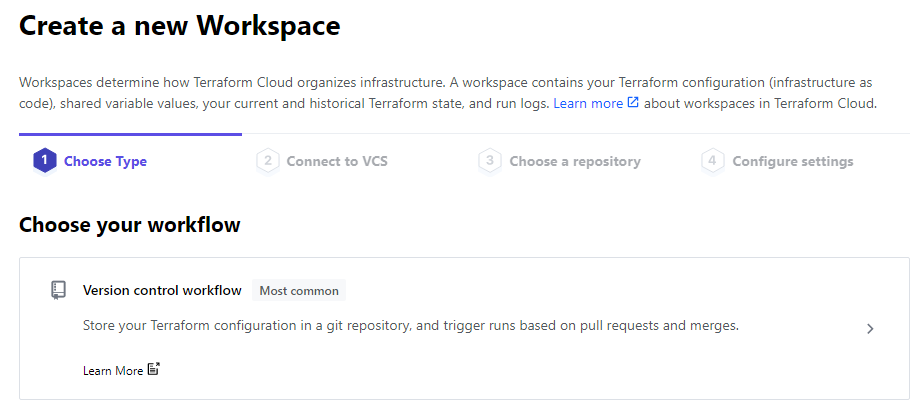 Create a new Workspace
Workspaces determine how Terraform Cloud organizes infrastructure. A workspace contains your Terraform configuration (infrastructure as
code), shared variable values, your current and historical Terraform state, and run logs. Learn more about workspaces in Terraform Cloud.
1 Choose Type 2 Connect to VCS 3 Choose a repository 4 Configure settings
Choose your workflow
Version control workflow Most common
Store your Terraform configuration in a git repository, and trigger runs based on pull requests and merges.
Learn More